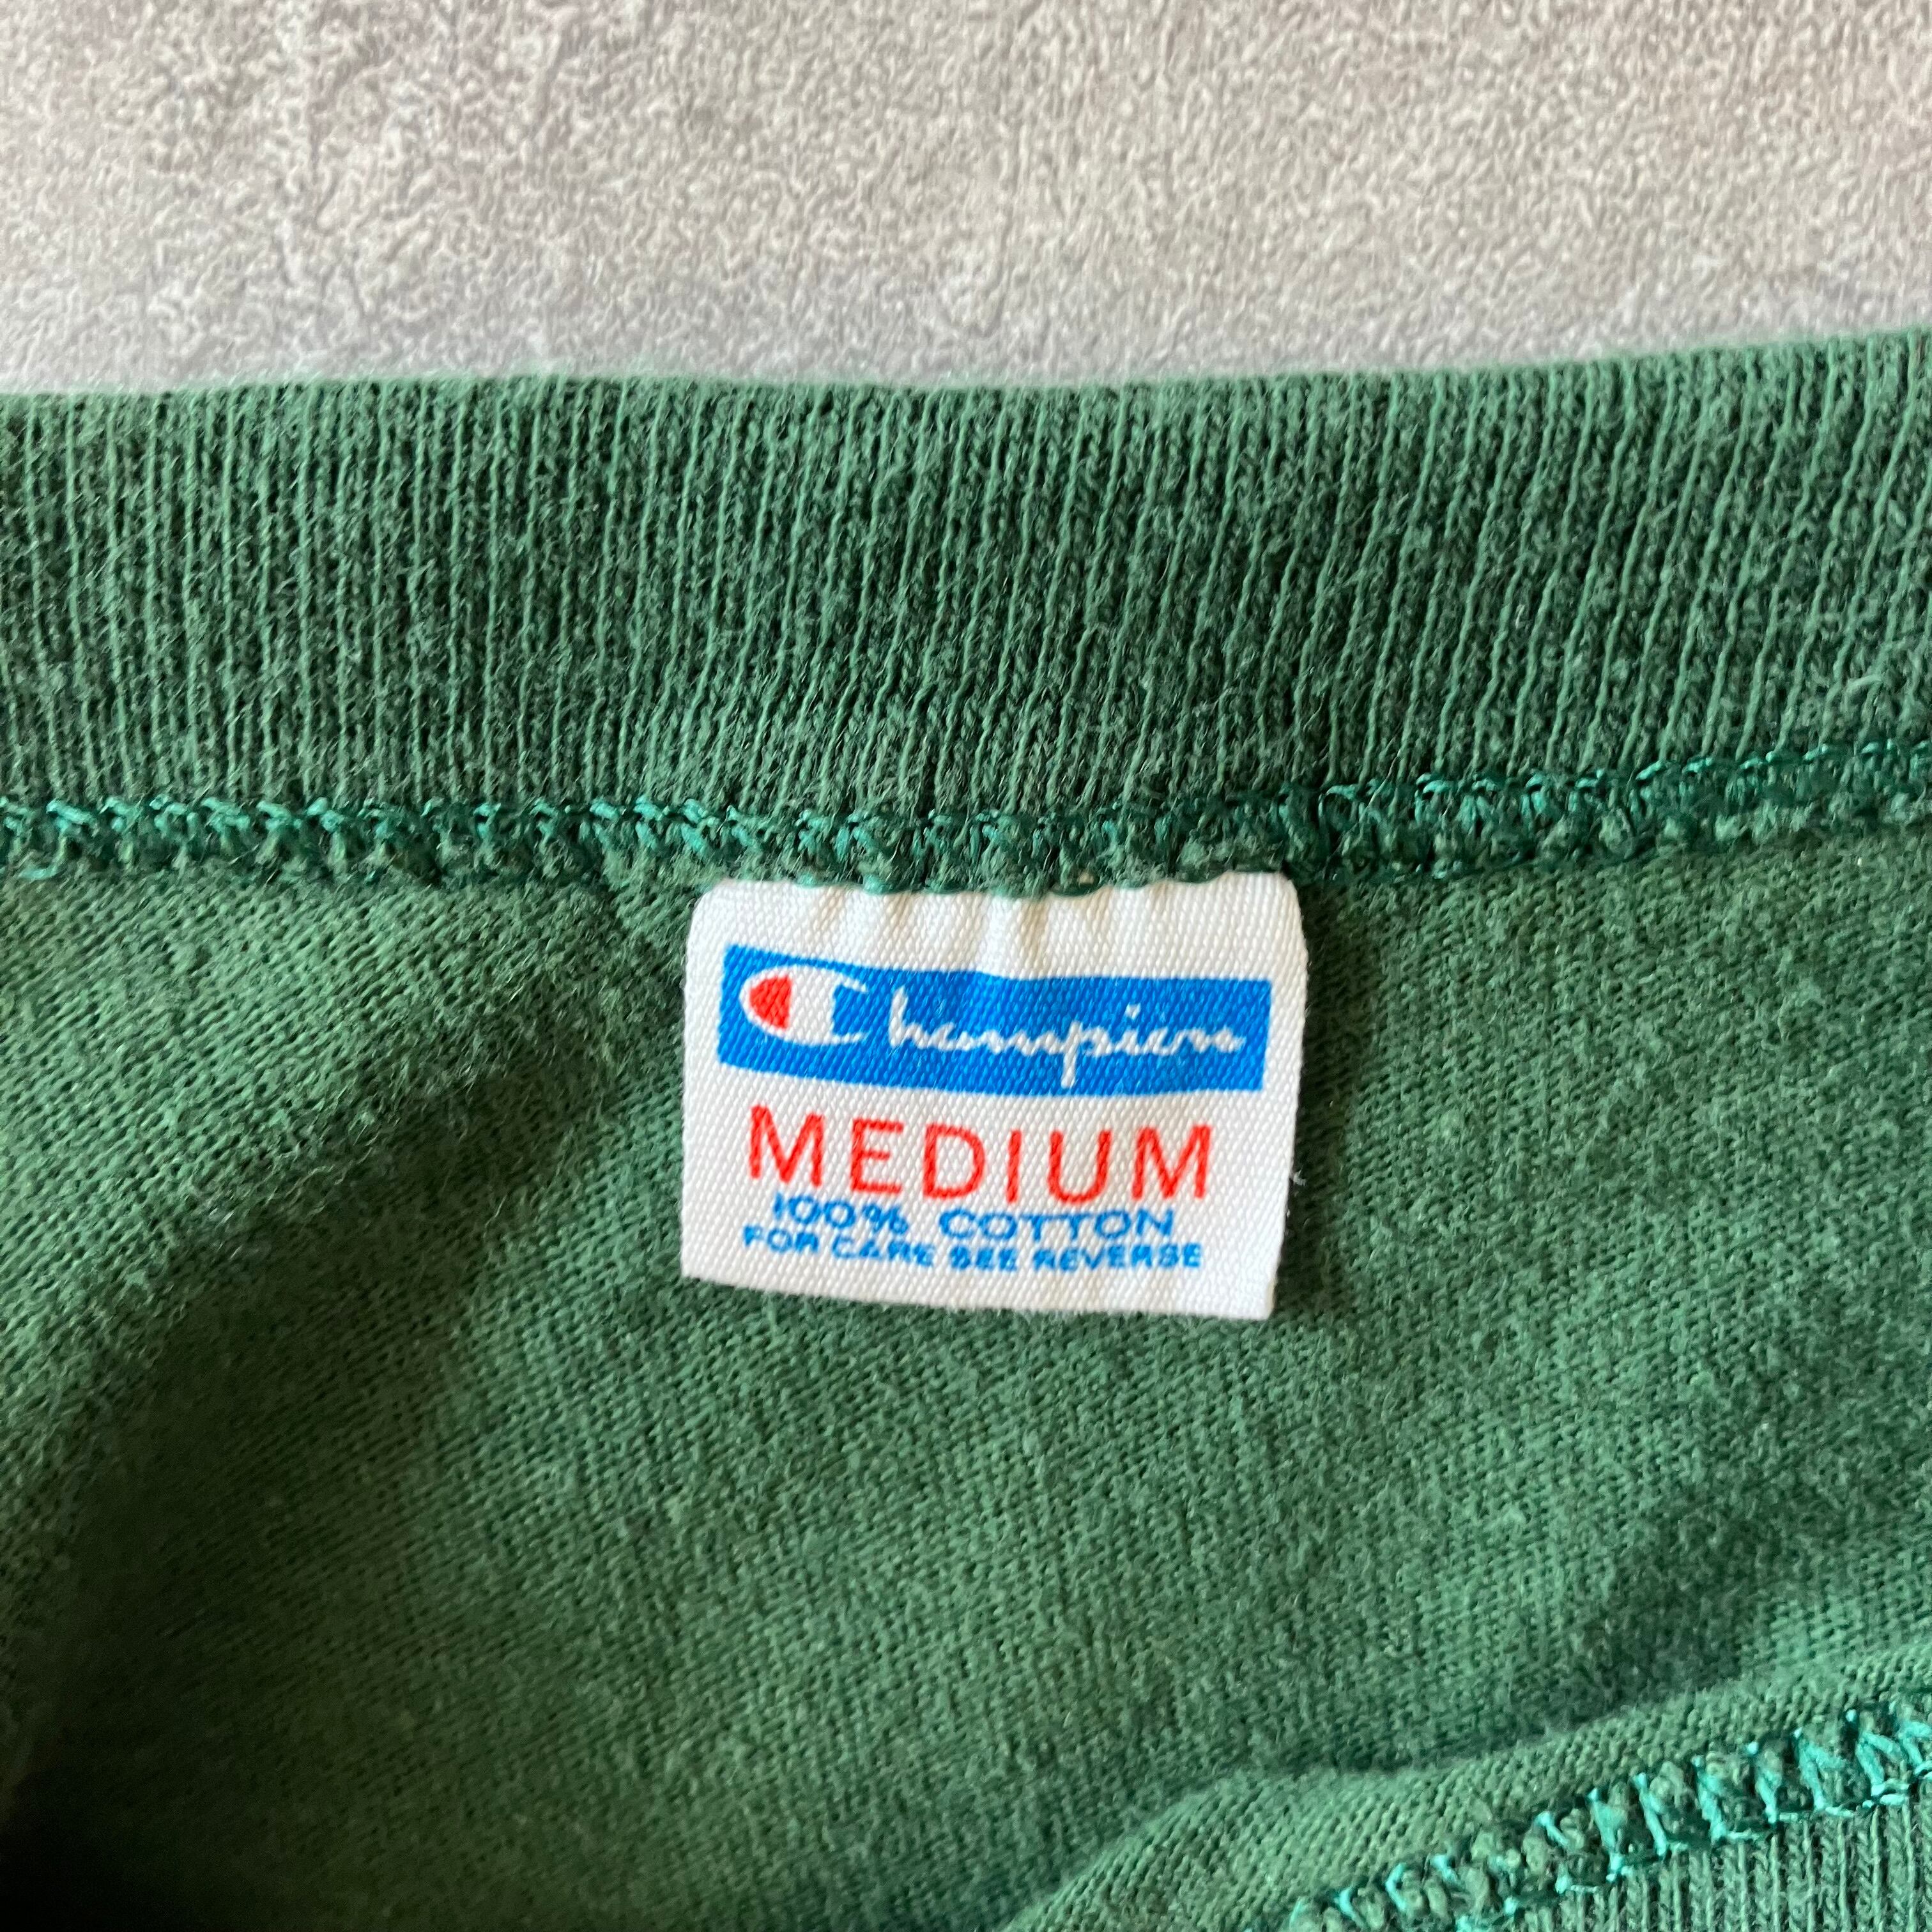 Champion
MEDIUM
100% COTTON
FOR CARE SEE REVERSE